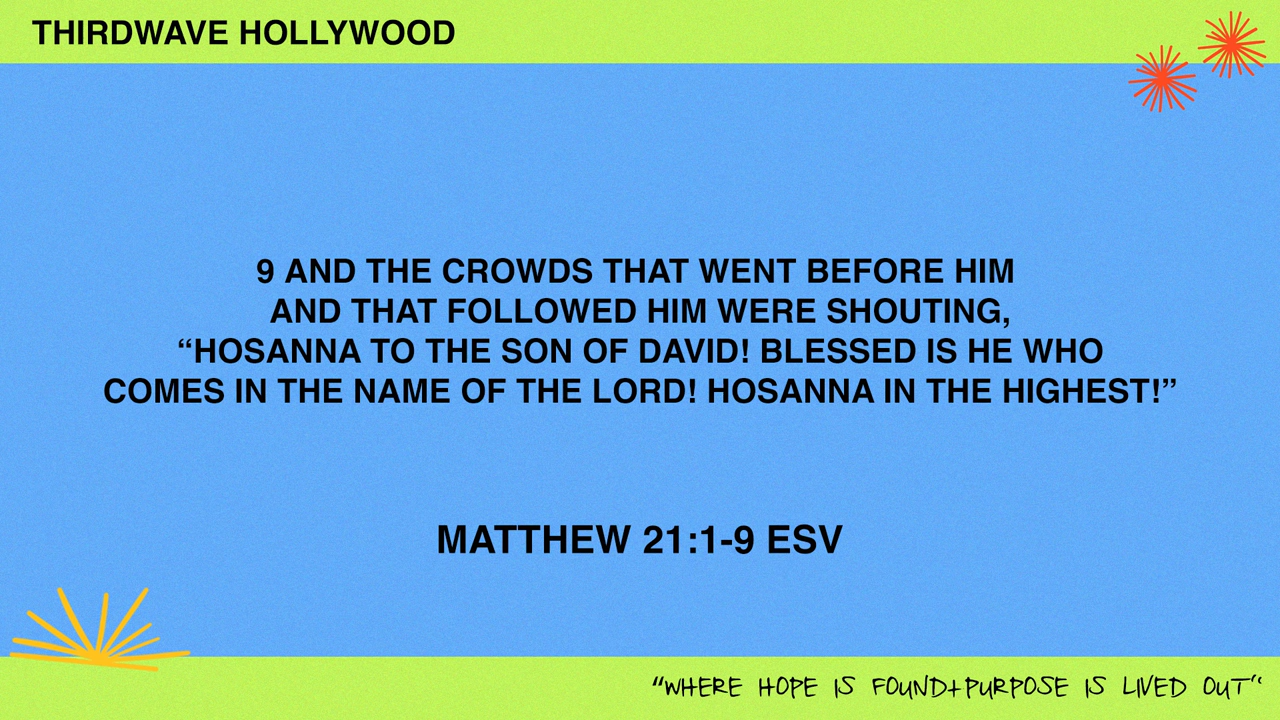 THIRDWAVE HOLLYWOOD
9 AND THE CROWDS THAT WENT BEFORE HIM
AND THAT FOLLOWED HIM WERE SHOUTING,
“HOSANNA TO THE SON OF DAVID! BLESSED IS HE WHO
COMES IN THE NAME OF THE LORD! HOSANNA IN THE HIGHEST!”
MATTHEW 21:1-9 ESV
“WHERE HOPE IS FOUND+PURPOSE IS LIVED OUT“